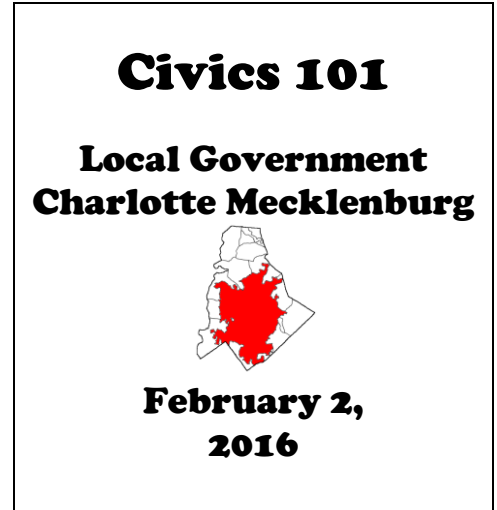 Civics 101
Local Government
Charlotte Mecklenburg
February 2,
2016